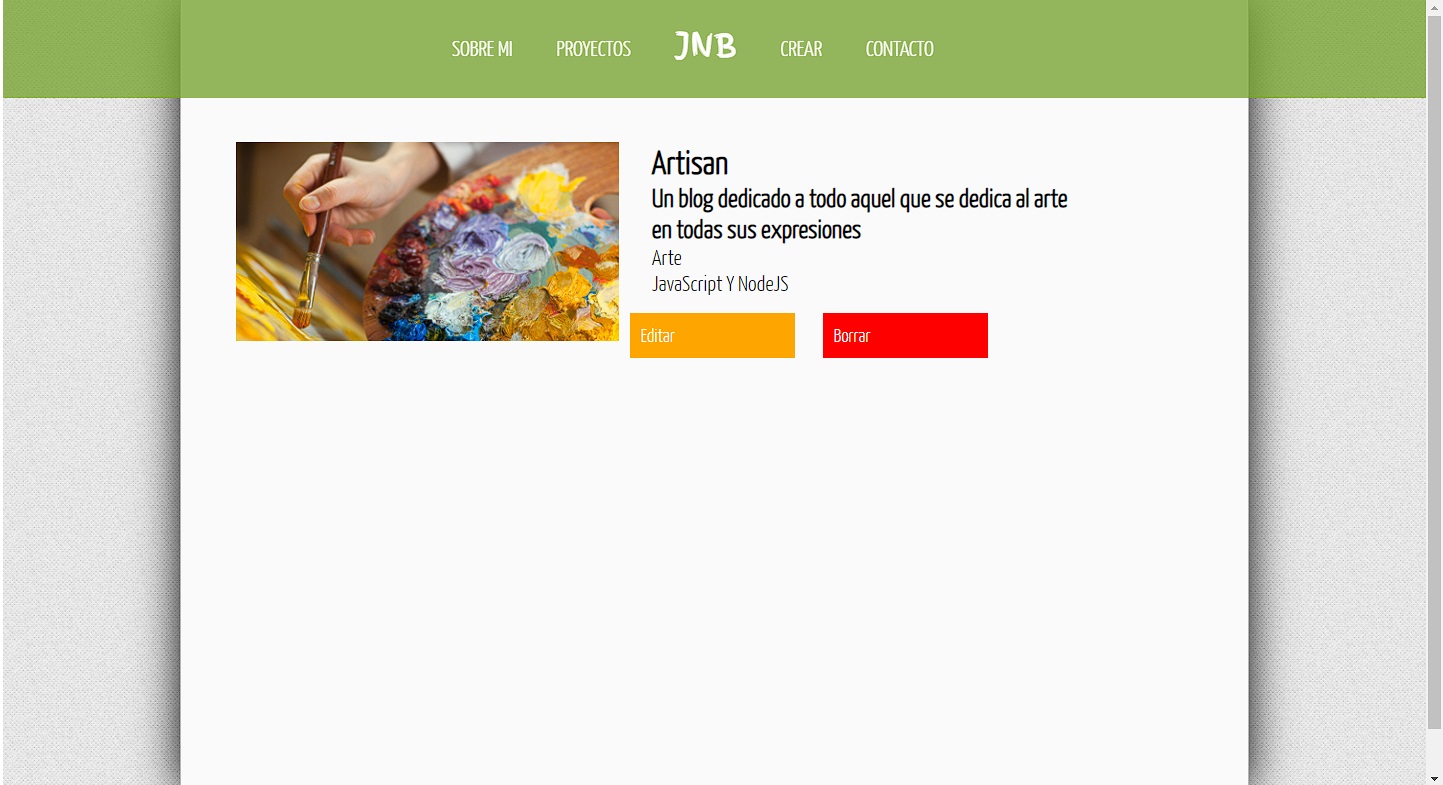 SOBRE MI
PROYECTOS
JNB
CREAR
CONTACTO
Artisan
Un blog dedicado a todo aquel que se dedica al arte
en todas sus expresiones
Arte
JavaScript Y NodeJS
Editar
Borrar